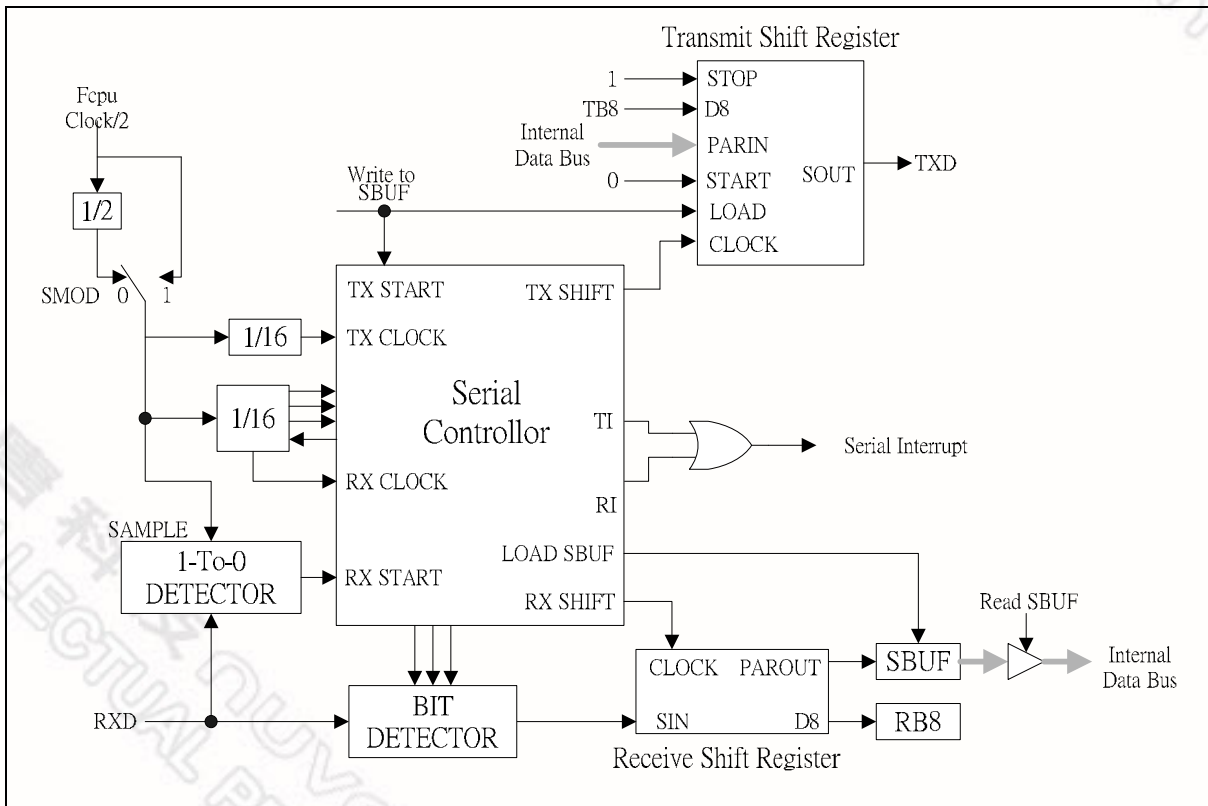 Transmit Shift Register
Fcpu
Clock/2
1/2
SMOD 0 1
1
STOP
TB8
D8
Internal
Data Bus
PARIN
0
START
LOAD
CLOCK
SOUT
TXD
Write to
SBUF
TX START
TX SHIFT
1/16
TX CLOCK
1/16
RX CLOCK
Serial
Controllor
TI
RI
Serial Interrupt
SAMPLE
1-To-0
DETECTOR
RX START
LOAD SBUF
RX SHIFT
RXD
BIT
DETECTOR
CLOCK PAROUT
SIN D8
Receive Shift Register
SBUF
RB8
Read SBUF
Internal
Data Bus